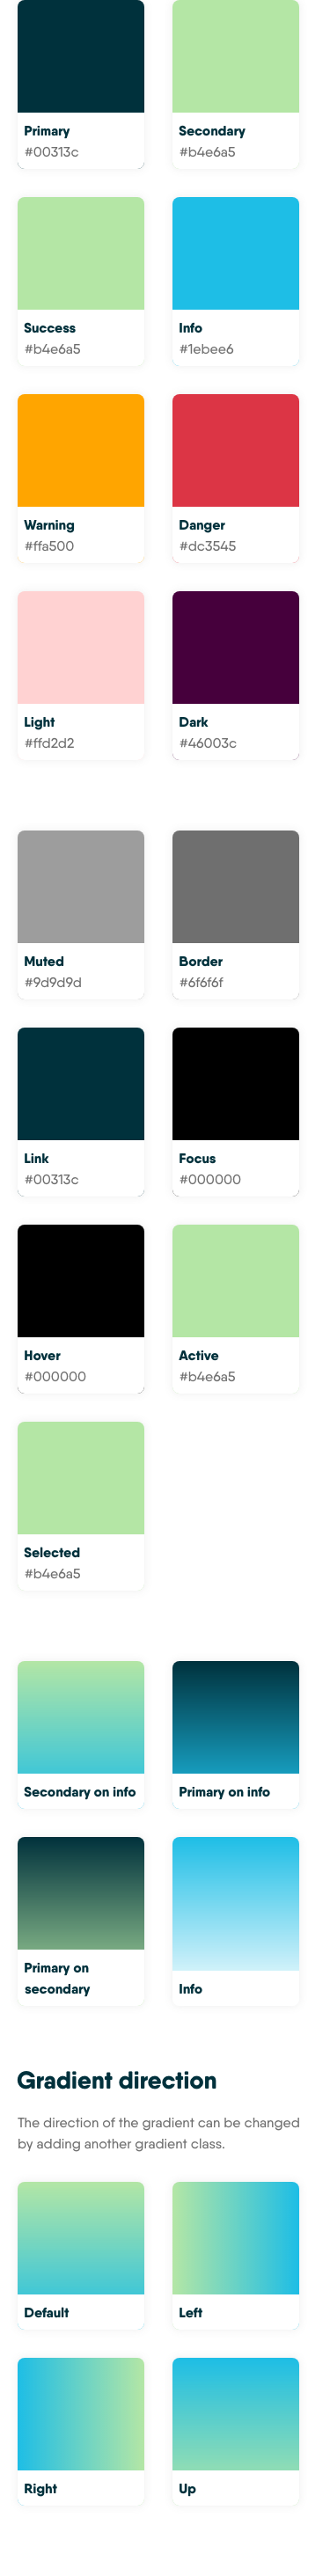 Primary
#00313c
Secondary
#b4e6a5
Success
#b4e6a5
Info
#1ebee6
Warning
#ffa500
Danger
#dc3545
Light
#ffd2d2
Dark
#46003c
Muted
#9d9d9d
Border
#6f6f6f
Link
#00313c
Focus
#000000
Hover
#000000
Active
#b4e6a5
Selected
#b4e6a5
Secondary on info
Primary on info
Primary on
secondary
Info
Gradient direction
The direction of the gradient can be changed
by adding another gradient class.
Default
Left
Right
Up